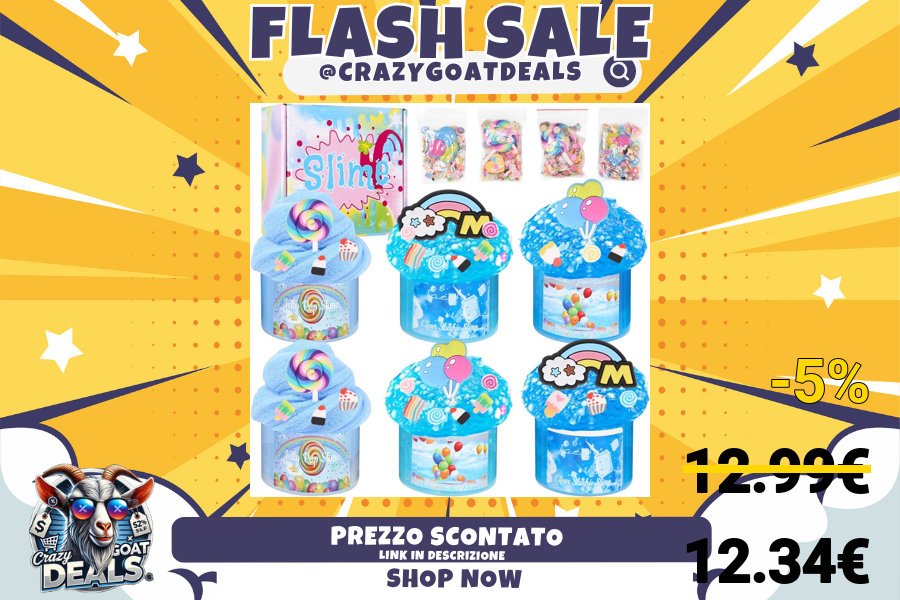 FLASH SALE
@CRAZYGOATDEALS
Slime
M
-5%
12.99€
M
$
52%
Crazy
GOAT
DEALS
PREZZO SCONTATO
LINK IN DESCRIZIONE
SHOP NOW
12.34€